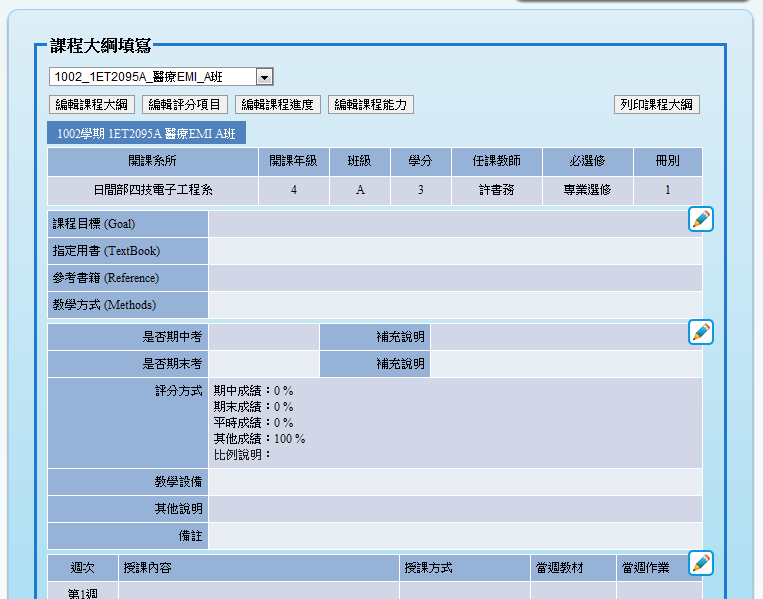 課程大綱填寫
1002_1ET2095A_醫療EMI_A班
編輯課程大綱 編輯評分項目 編輯課程進度 編輯課程能力 列印課程大綱
1002學期 1ET2095A 醫療EMI A班
開課系所 開課年級 班級 學分 任課教師 必選修 冊別
日間部四技電子工程系 4 A 3 許書務 專業選修 1
課程目標 (Goal)
指定用書 (TextBook)
參考書籍 (Reference)
教學方式 (Methods)
是否期中考 補充說明
是否期末考 補充說明
評分方式 期中成績：0 %
期末成績：0 %
平時成績：0 %
其他成績：100 %
比例說明：
教學設備
其他說明
備註
週次 授課內容 授課方式 當週教材 當週作業
第1週